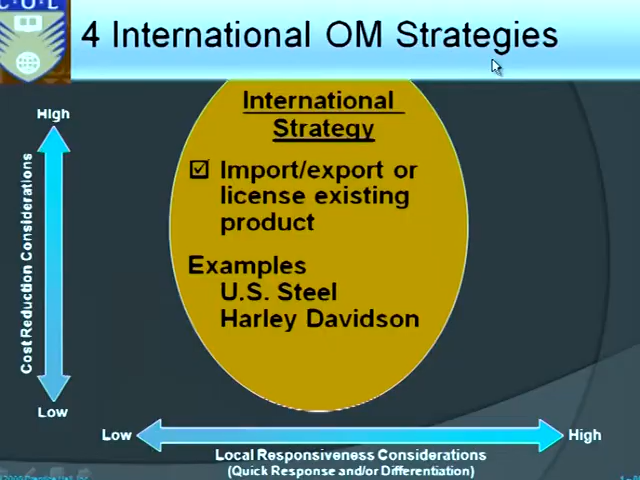 C U L
4 International OM Strategies
International
Strategy
Import/export or
license existing
product
Examples
U.S. Steel
Harley Davidson
High
Cost Reduction Considerations
Low
Low
High
Local Responsiveness Considerations
(Quick Response and/or Differentiation)